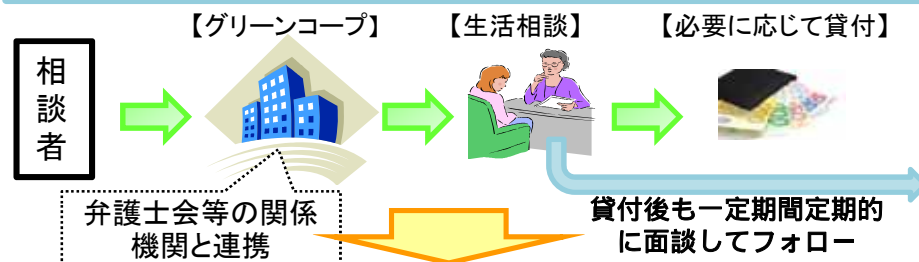 【グリーンコープ】
【生活相談】
【必要に応じて貸付】
相
談
者
弁護士会等の関係
機関と連携
貸付後も一定期間定期的
に面談してフォロー